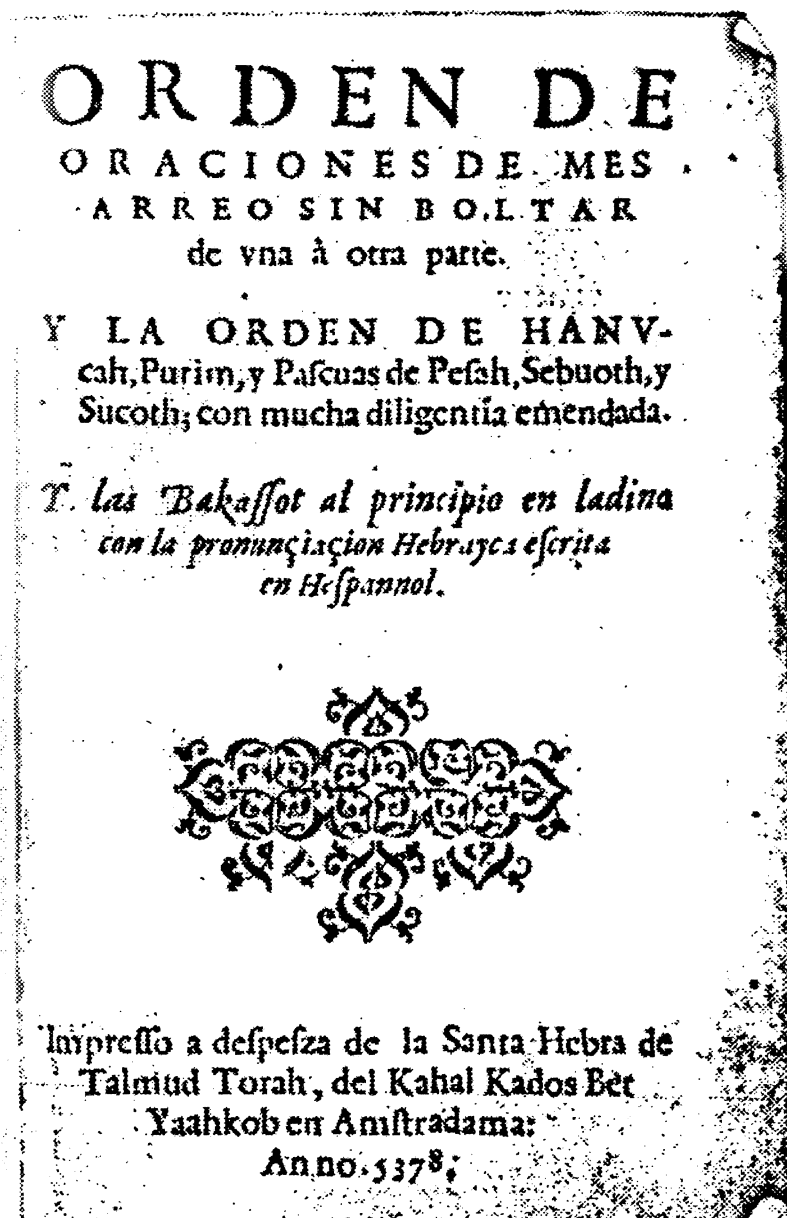 ORDEN DE
ORACIONES DE MES
ARREO SIN BOLTAR
de vna à otra parte.
Y LA ORDEN DE HANV-
cah, Purim, y Paſcuas de Peſah, Sebuoth, y
Sucoth; con mucha diligentia emendada.
Y. las Bakaſſot al principio en ladino
con la pronunçiaçion Hebrayca eſcrita
en Heſpannol.
Impreſſo a deſpeſza de la Santa Hebra de
Talmud Torah, del Kahal Kados Bet
Yaahkob en Amſtradama:
Anno. 5378.